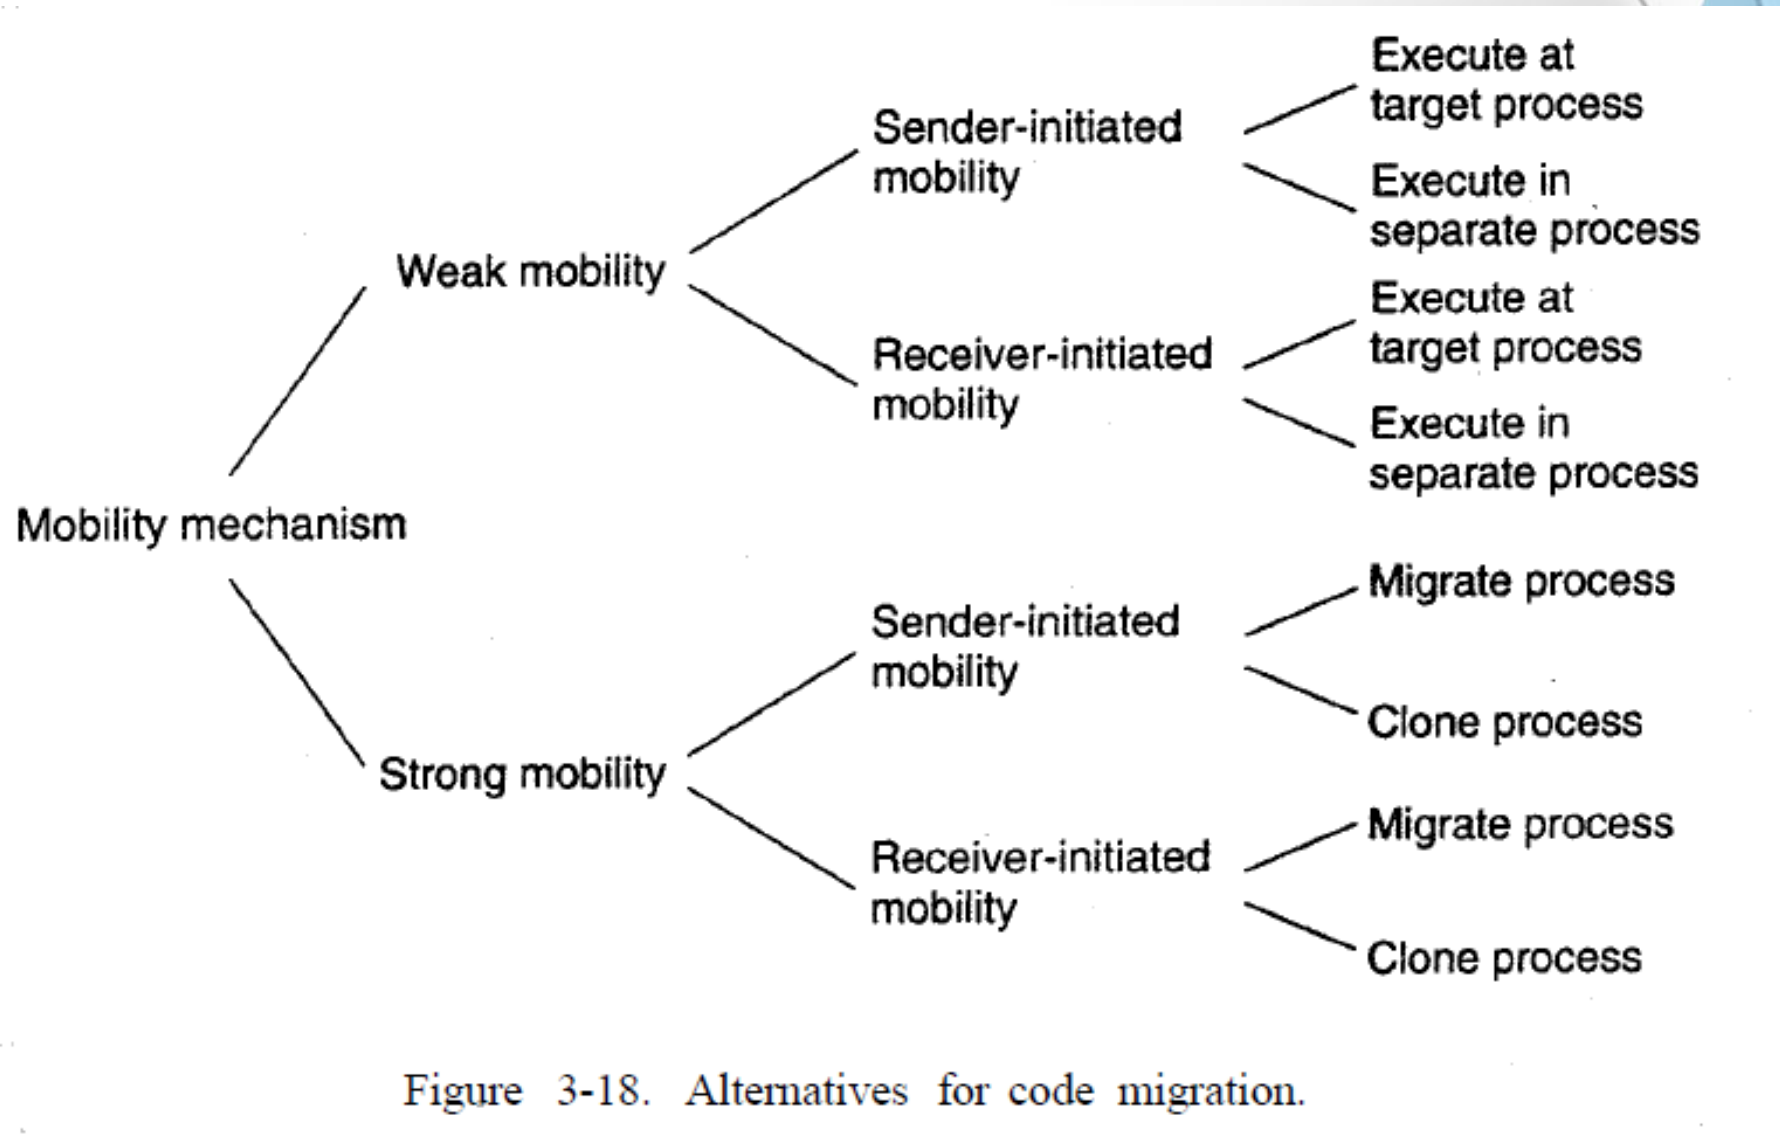 Execute at
target process
Sender-initiated
mobility
Execute in
separate process
Weak mobility
Execute at
target process
Receiver-initiated
mobility
Execute in
separate process
Mobility mechanism
Migrate process
Sender-initiated
mobility
Clone process
Strong mobility
Migrate process
Receiver-initiated
mobility
Clone process
Figure 3-18. Alternatives for code migration.